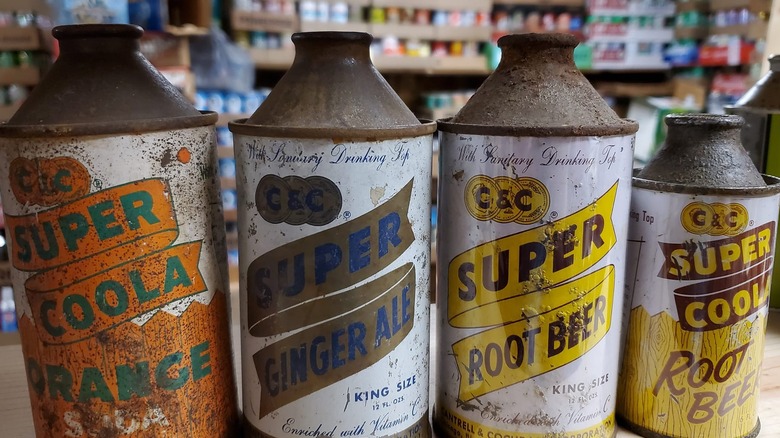 C&C
SUPER
COOLA
ORANGE
With Sanitary Drinking Top
C&C
®
SUPER
GINGER ALE
KING SIZE
12 FL. OZS.
Enriched with Vitamin C
With Sanitary Drinking Top
C&C
®
SUPER
ROOT BEER
KING SIZE
12 FL. OZS.
Enriched with Vitamin C
CANTRELL & COCHRANE
Top
C&C
SUPER
COOLA
ROOT
BEER